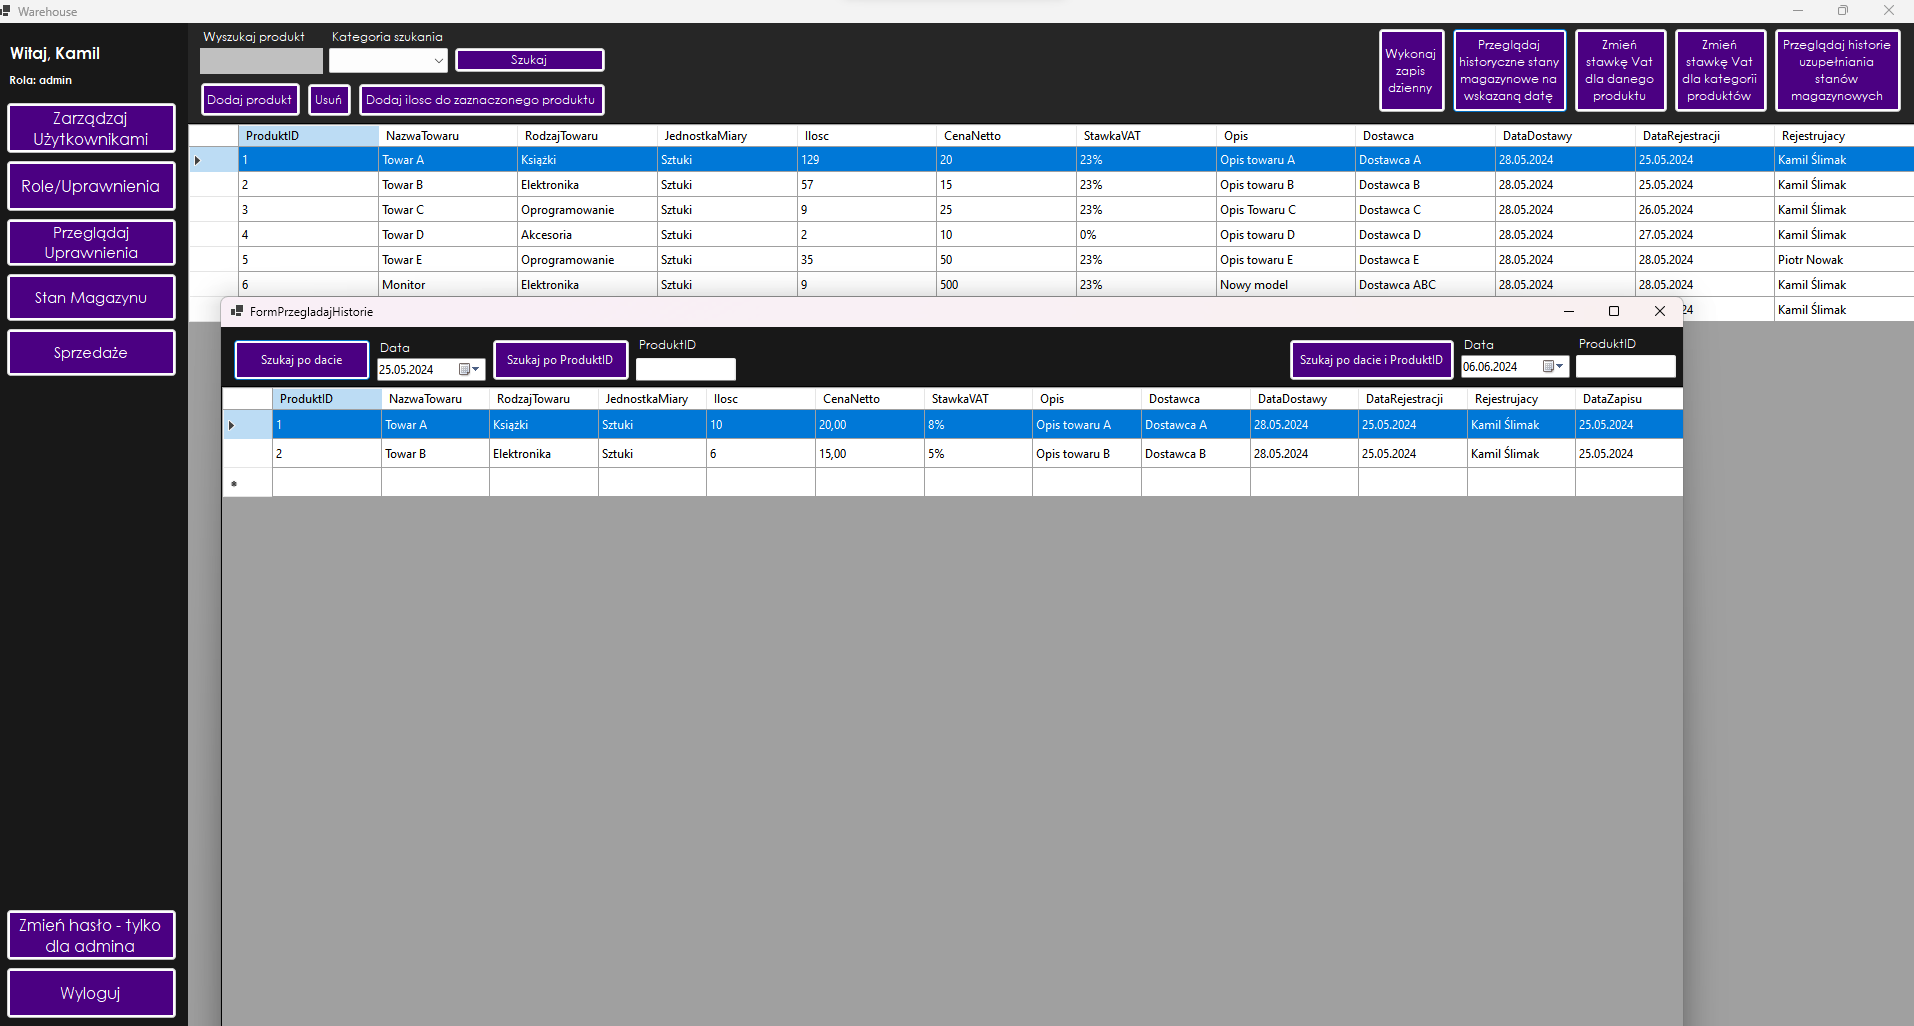 Warehouse
Witaj, Kamil
Rola: admin
Zarządzaj
Użytkownikami
Role/Uprawnienia
Przeglądaj
Uprawnienia
Stan Magazynu
Sprzedaże
Zmień hasło - tylko
dla admina
Wyloguj
Wyszukaj produkt
Kategoria szukania
Szukaj
Dodaj produkt
Usuń
Dodaj ilosc do zaznaczonego produktu
Wykonaj
zapis
dzienny
Przeglądaj
historyczne stany
magazynowe na
wskazaną datę
Zmień
stawkę Vat
dla danego
produktu
Zmień
stawkę Vat
dla kategorii
produktów
Przeglądaj historie
uzupełniania
stanów
magazynowych
ProduktID NazwaTowaru RodzajTowaru JednostkaMiary Ilosc CenaNetto StawkaVAT Opis Dostawca DataDostawy DataRejestracji Rejestrujacy
1 Towar A Książki Sztuki 129 20 23% Opis towaru A Dostawca A 28.05.2024 25.05.2024 Kamil Ślimak
2 Towar B Elektronika Sztuki 57 15 23% Opis towaru B Dostawca B 28.05.2024 25.05.2024 Kamil Ślimak
3 Towar C Oprogramowanie Sztuki 9 25 23% Opis Towaru C Dostawca C 28.05.2024 26.05.2024 Kamil Ślimak
4 Towar D Akcesoria Sztuki 2 10 0% Opis towaru D Dostawca D 28.05.2024 27.05.2024 Kamil Ślimak
5 Towar E Oprogramowanie Sztuki 35 50 23% Opis towaru E Dostawca E 28.05.2024 28.05.2024 Piotr Nowak
6 Monitor Elektronika Sztuki 9 500 23% Nowy model Dostawca ABC 28.05.2024 28.05.2024 Kamil Ślimak
24 Kamil Ślimak
FormPrzegladajHistorie
Szukaj po dacie
Data
25.05.2024
Szukaj po ProduktID
ProduktID
Szukaj po dacie i ProduktID
Data
06.06.2024
ProduktID
ProduktID NazwaTowaru RodzajTowaru JednostkaMiary Ilosc CenaNetto StawkaVAT Opis Dostawca DataDostawy DataRejestracji Rejestrujacy DataZapisu
1 Towar A Książki Sztuki 10 20,00 8% Opis towaru A Dostawca A 28.05.2024 25.05.2024 Kamil Ślimak 25.05.2024
2 Towar B Elektronika Sztuki 6 15,00 5% Opis towaru B Dostawca B 28.05.2024 25.05.2024 Kamil Ślimak 25.05.2024